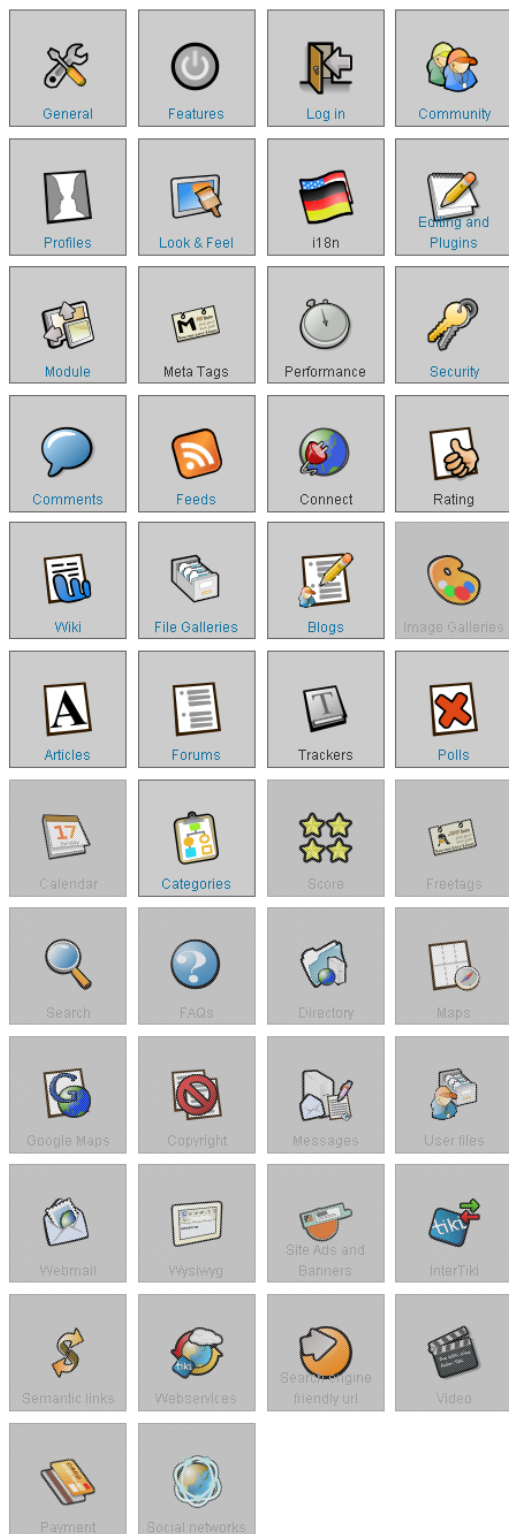 General
Features
Log in
Community
Profiles
Look & Feel
i18n
Editing and
Plugins
Module
Meta Tags
Performance
Security
Comments
Feeds
Connect
Rating
Wiki
File Galleries
Blogs
Image Galleries
Articles
Forums
Trackers
Polls
17
Calendar
Categories
Score
Freetags
Search
FAQs
Directory
Maps
Google Maps
Copyright
Messages
User files
Webmail
Wysiwyg
Site Ads and
Banners
tiki
InterTiki
Semantic links
tiki
Webservices
Search engine
friendly url
Video
Payment
Social networks